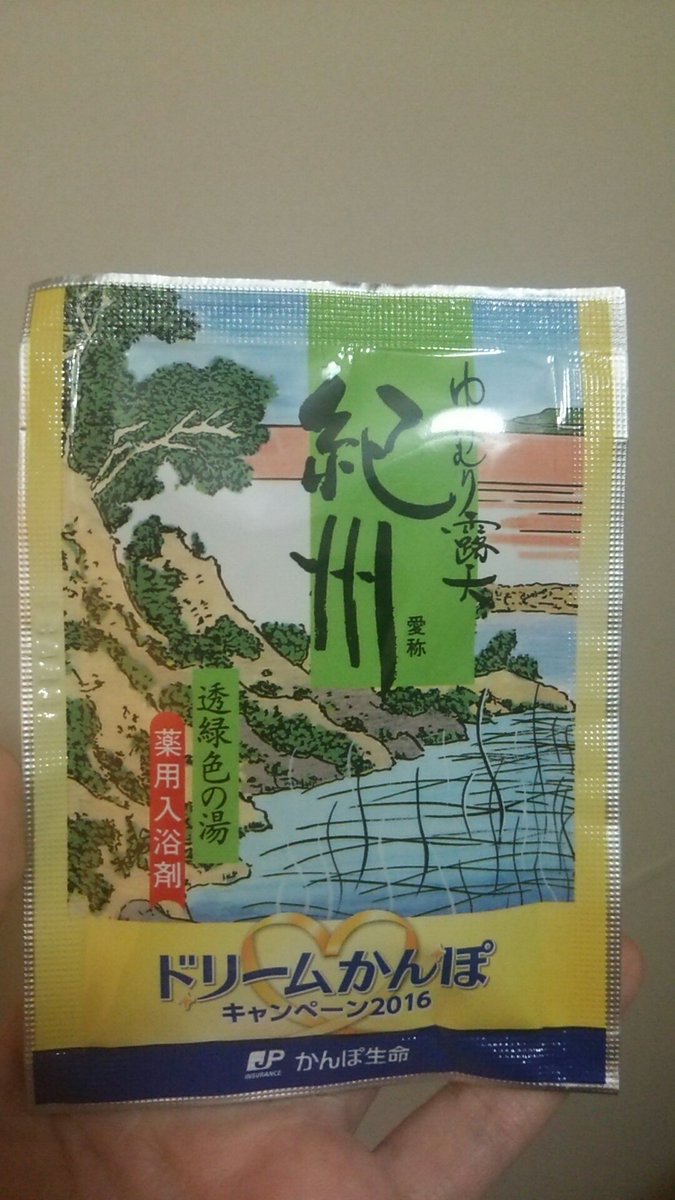 ゆけむり露天
紀州
愛称
透緑色の湯
薬用入浴剤
ドリームかんぽ
キャンペーン2016
JP INSURANCE かんぽ生命